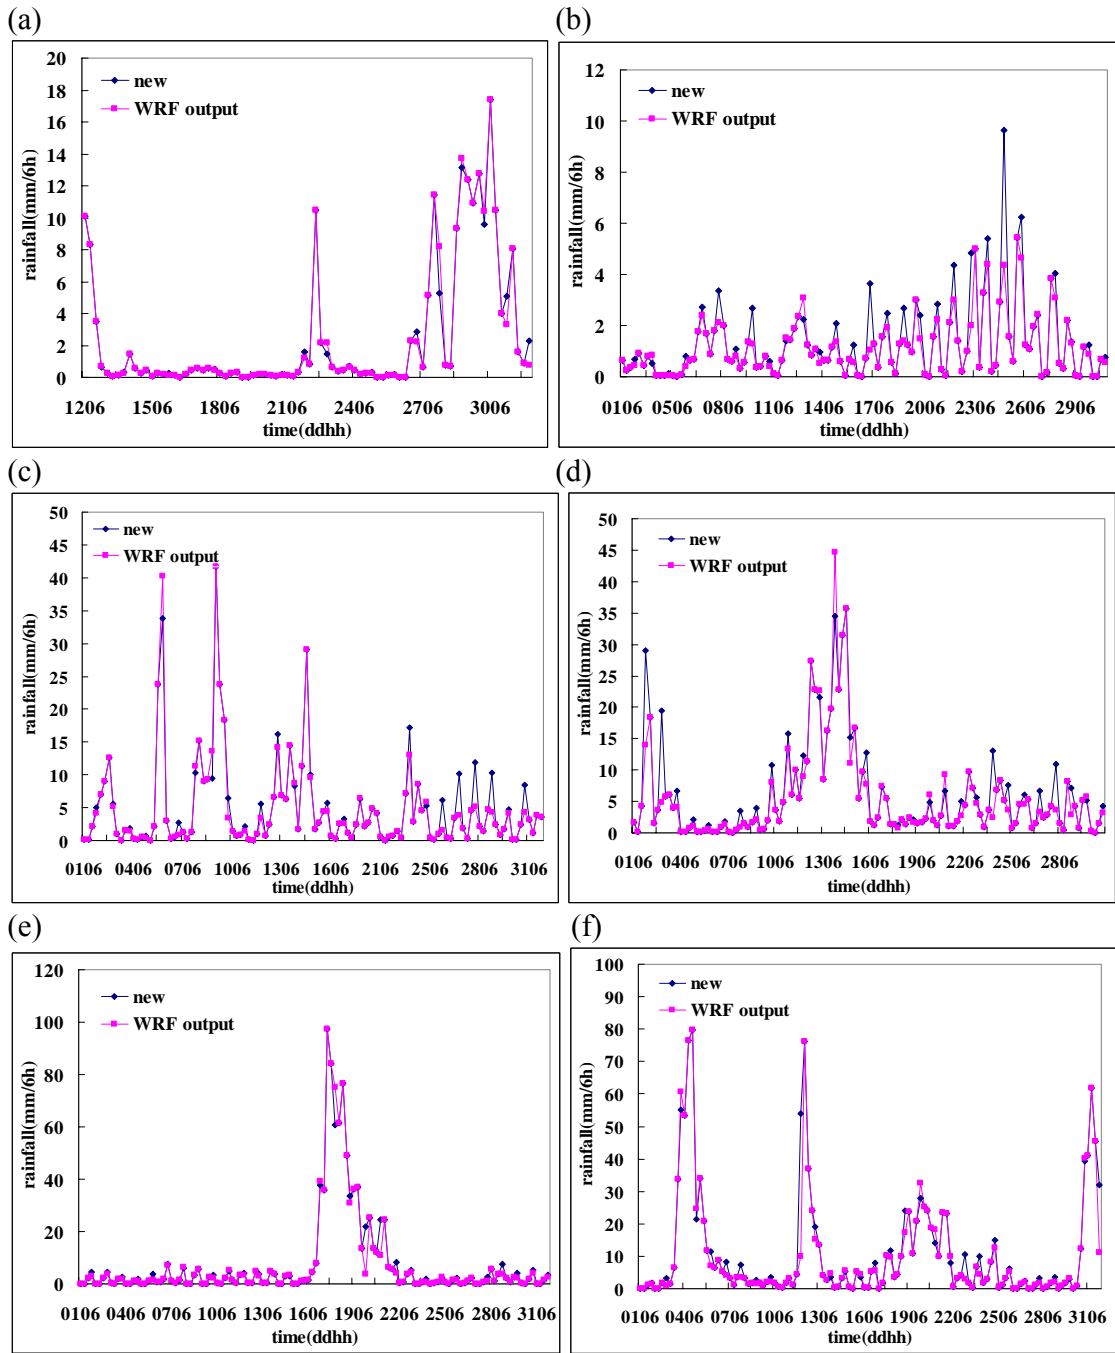 (a)
(b)
20
18
16
14
12
10
8
6
4
2
0
rainfall(mm/6h)
new
WRF output
1206 1506 1806 2106 2406 2706 3006
time(ddhh)
12
10
8
6
4
2
0
rainfall(mm/6h)
new
WRF output
0106 0506 0806 1106 1406 1706 2006 2306 2606 2906
time(ddhh)
(c)
(d)
50
45
40
35
30
25
20
15
10
5
0
rainfall(mm/6h)
new
WRF output
0106 0406 0706 1006 1306 1606 2106 2506 3106
time(ddhh)
50
45
40
35
30
25
20
15
10
5
0
rainfall(mm/6h)
new
WRF output
0106 0406 0706 1006 1306 1606 1906 2206 2506 2806
time(ddhh)
(e)
(f)
120
100
80
60
40
20
0
rainfall(mm/6h)
new
WRF output
0106 0406 0706 1006 1306 1606 1906 2206 2506 2806 3106
time(ddhh)
100
90
80
70
60
50
40
30
20
10
0
rainfall(mm/6h)
new
WRF output
0106 0406 0706 1206 1606 1906 2206 2506 2806 3106
time(ddhh)